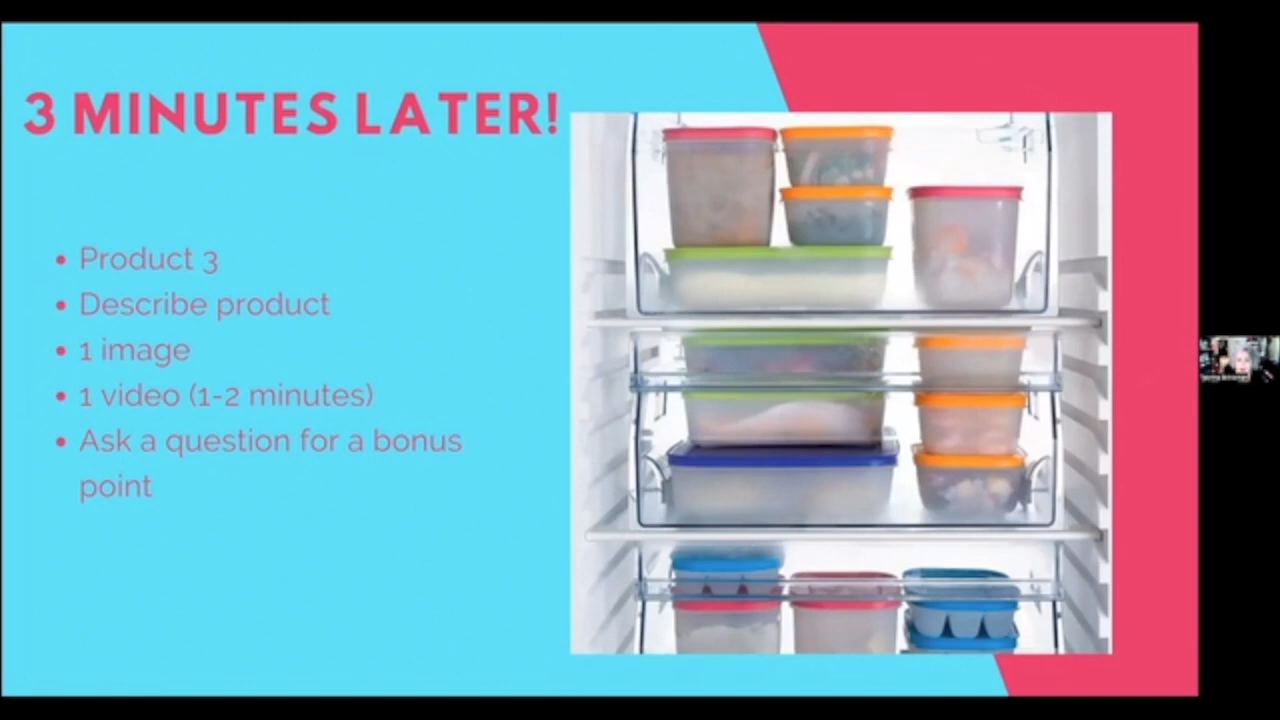 3 MINUTES LATER!
Product 3
Describe product
1 image
1 video (1-2 minutes)
Ask a question for a bonus
point